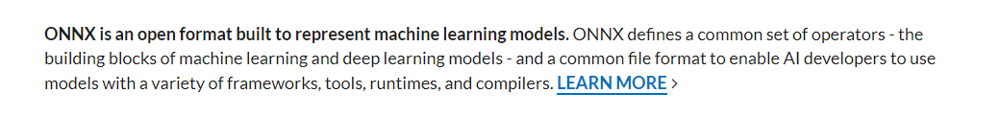 ONNX is an open format built to represent machine learning models. ONNX defines a common set of operators - the
building blocks of machine learning and deep learning models - and a common file format to enable AI developers to use
models with a variety of frameworks, tools, runtimes, and compilers. LEARN MORE >